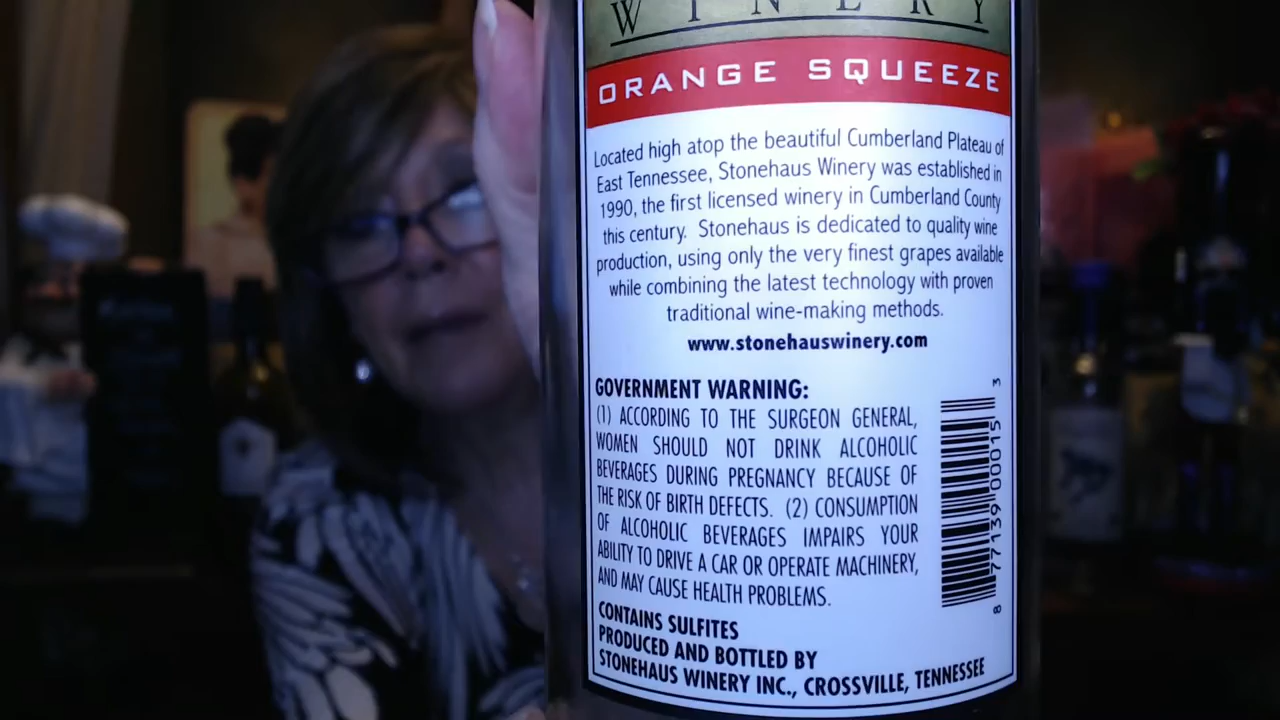 WINERY
ORANGE SQUEEZE
Located high atop the beautiful Cumberland Plateau of
East Tennessee, Stonehaus Winery was established in
1990, the first licensed winery in Cumberland County
this century. Stonehaus is dedicated to quality wine
production, using only the very finest grapes available
while combining the latest technology with proven
traditional wine-making methods.
www.stonehauswinery.com
GOVERNMENT WARNING:
(1) ACCORDING TO THE SURGEON GENERAL,
WOMEN SHOULD NOT DRINK ALCOHOLIC
BEVERAGES DURING PREGNANCY BECAUSE OF
THE RISK OF BIRTH DEFECTS. (2) CONSUMPTION
OF ALCOHOLIC BEVERAGES IMPAIRS YOUR
ABILITY TO DRIVE A CAR OR OPERATE MACHINERY,
AND MAY CAUSE HEALTH PROBLEMS.
8 77139 00015 3
CONTAINS SULFITES
PRODUCED AND BOTTLED BY
STONEHAUS WINERY INC., CROSSVILLE, TENNESSEE